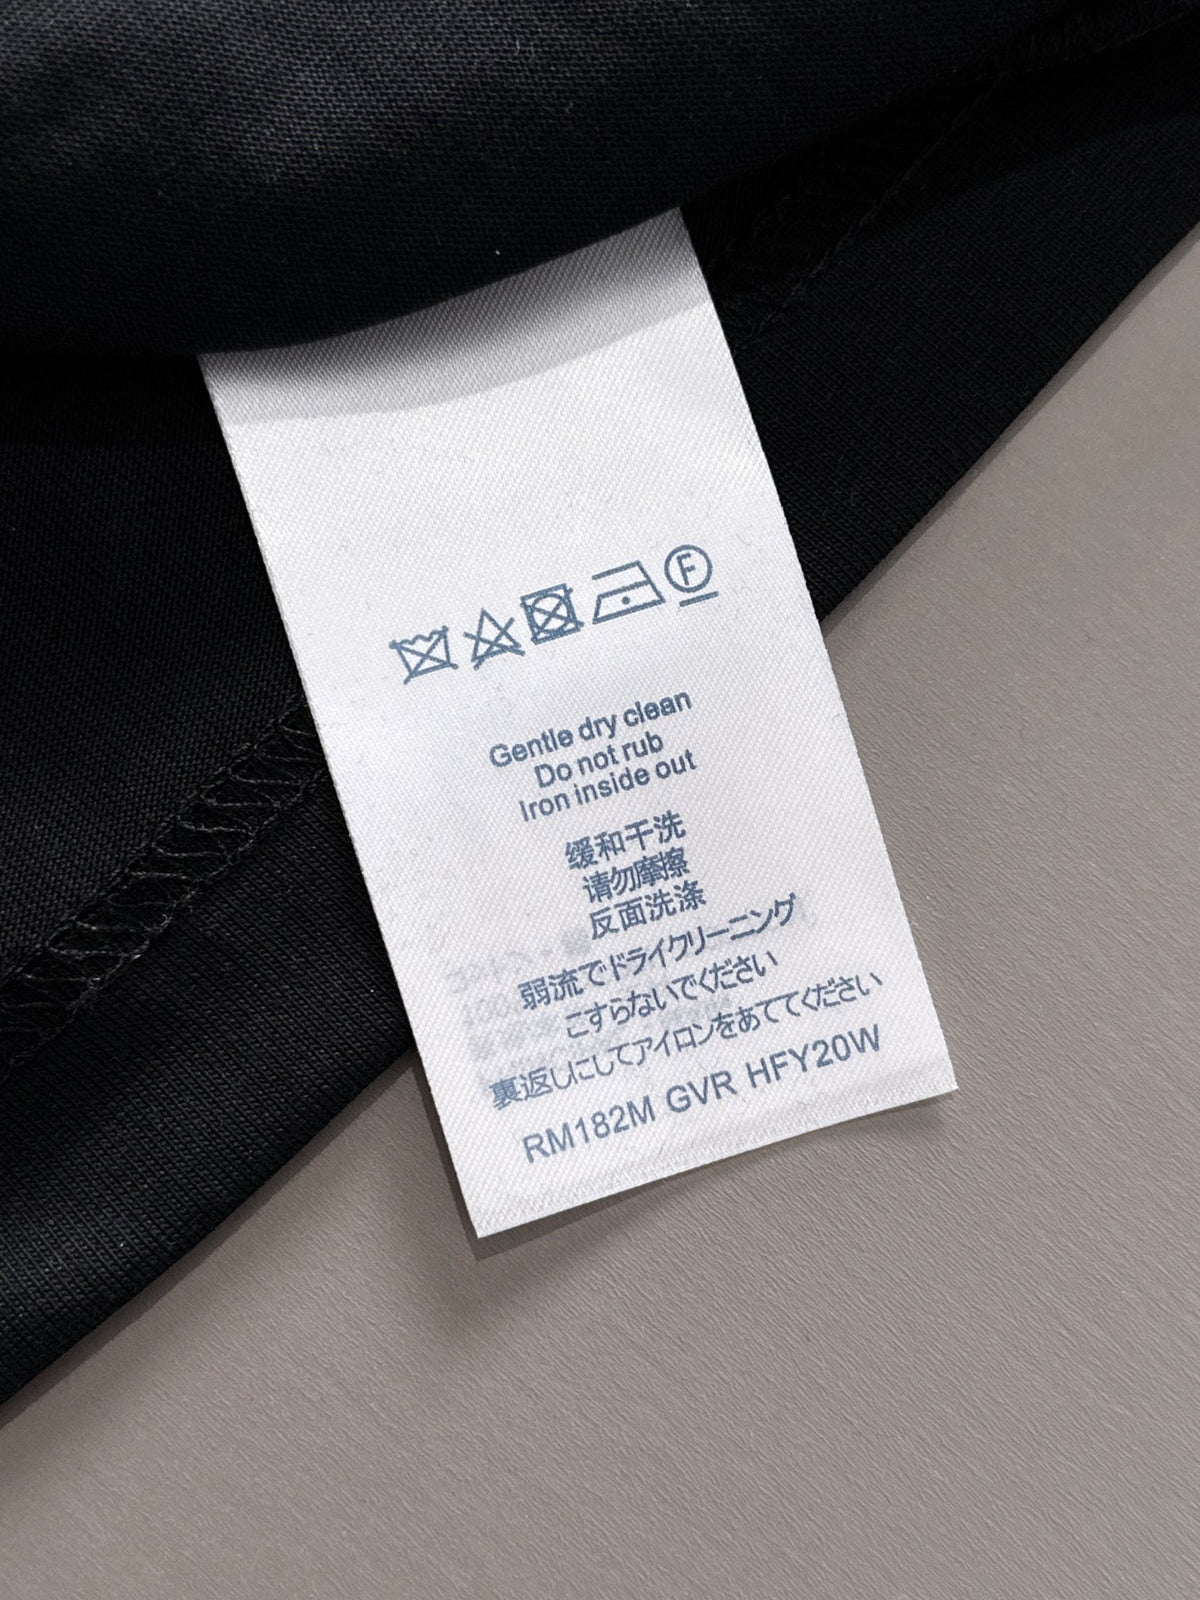 F
Gentle dry clean
Do not rub
Iron inside out
缓和干洗
请勿摩擦
反面洗涤
弱流でドライクリーニング
こすらないでください
裏返しにしてアイロンをあててください
RM182M GVR HFY20W